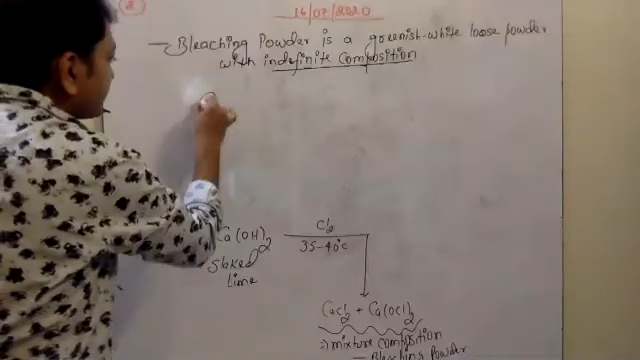 2
16/07/2020
— Bleaching Powder is a greenish-white loose powder
with indefinite composition
Ca(OH)2 Cl2
35-40°C
Slaked
Lime
CaCl2 + Ca(OCl)2
:) mixture composition
— Bleaching Powder